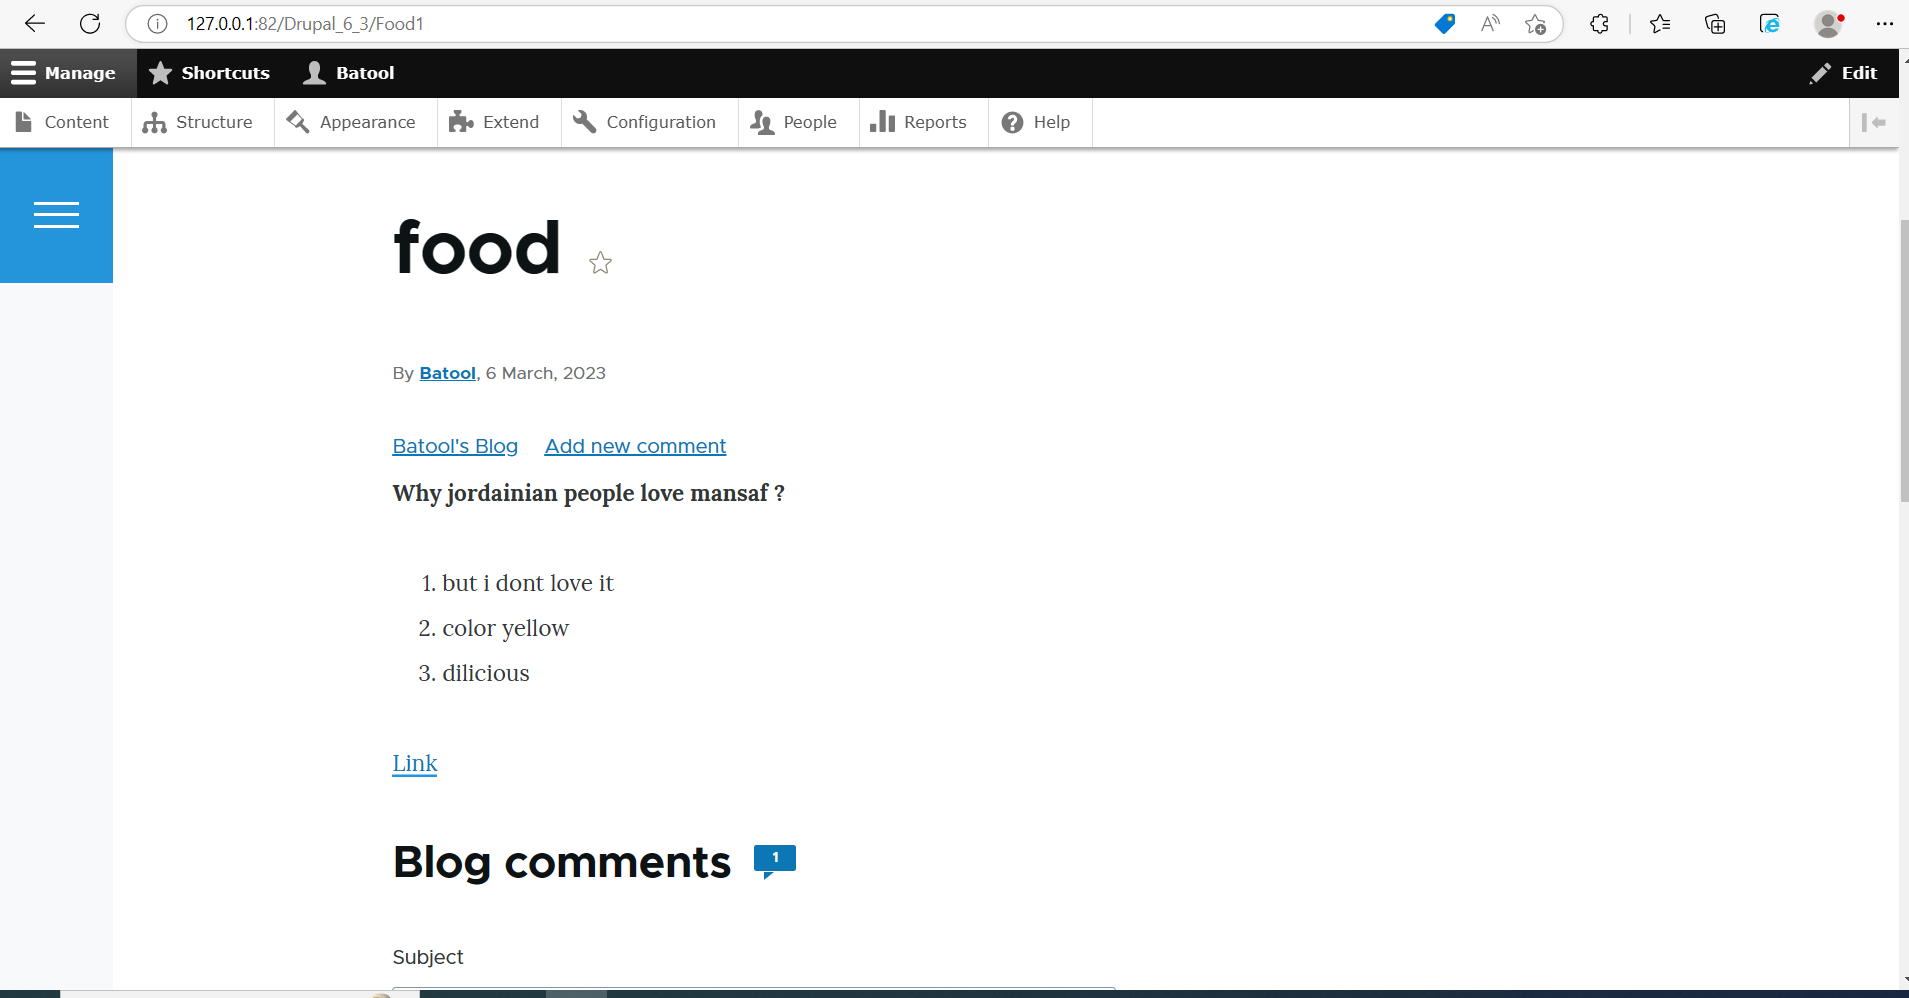 127.0.0.1:82/Drupal_6_3/Food1
Manage Shortcuts Batool Edit
Content Structure Appearance Extend Configuration People Reports Help
food
By Batool, 6 March, 2023
Batool's Blog Add new comment
Why jordainian people love mansaf ?
1. but i dont love it
2. color yellow
3. dilicious
Link
Blog comments 1
Subject